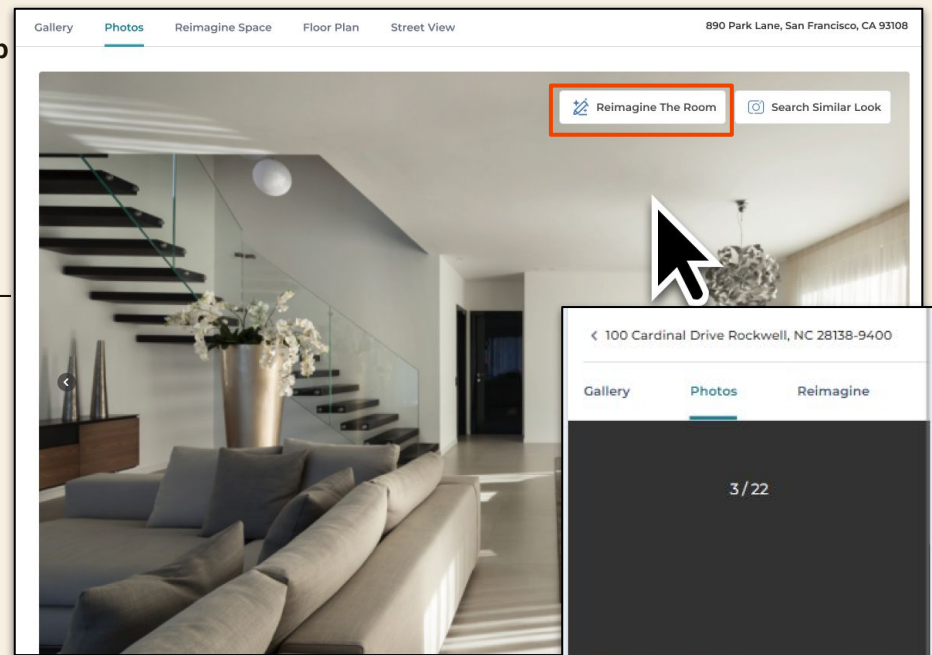 Gallery Photos Reimagine Space Floor Plan Street View 890 Park Lane, San Francisco, CA 93108
Reimagine The Room Search Similar Look
< 100 Cardinal Drive Rockwell, NC 28138-9400
Gallery Photos Reimagine
3 / 22